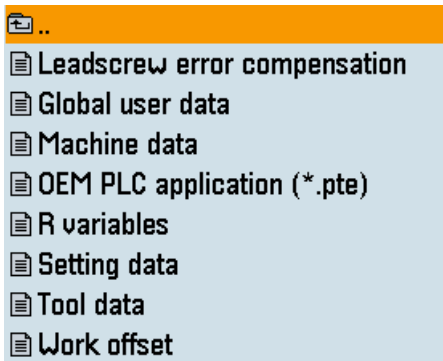 ..
Leadscrew error compensation
Global user data
Machine data
OEM PLC application (*.pte)
R variables
Setting data
Tool data
Work offset